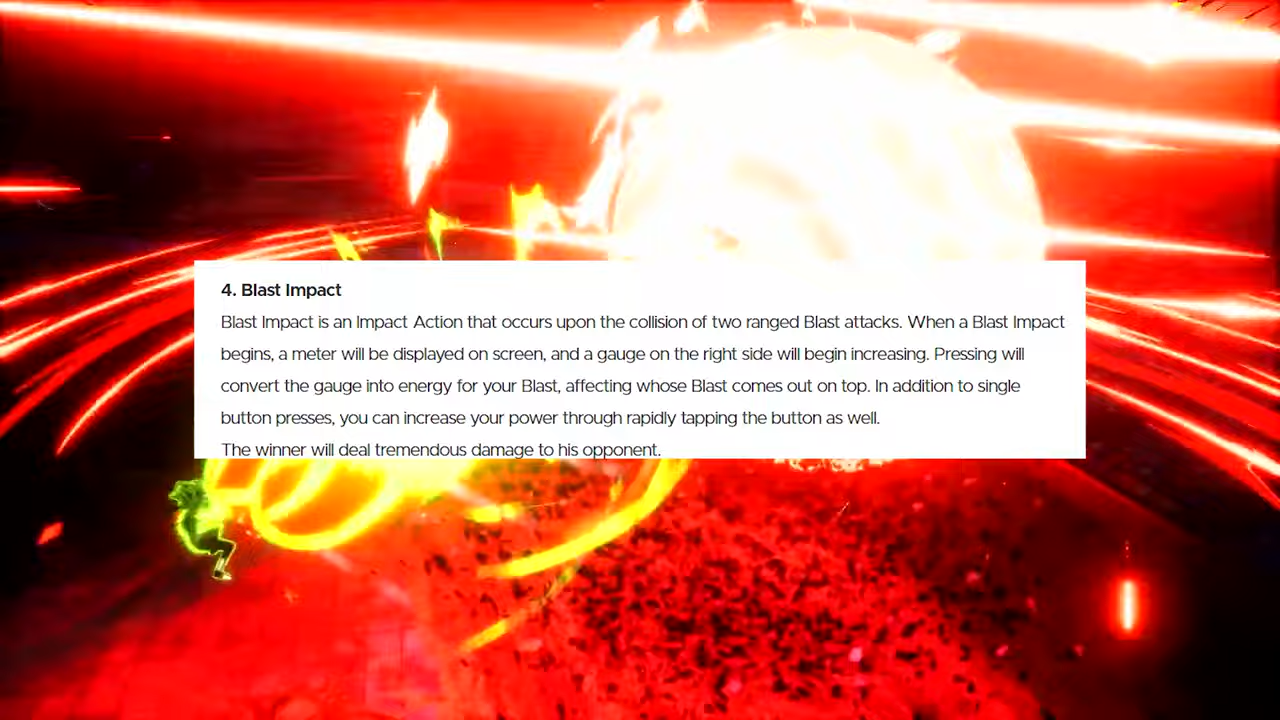 4. Blast Impact
Blast Impact is an Impact Action that occurs upon the collision of two ranged Blast attacks. When a Blast Impact
begins, a meter will be displayed on screen, and a gauge on the right side will begin increasing. Pressing will
convert the gauge into energy for your Blast, affecting whose Blast comes out on top. In addition to single
button presses, you can increase your power through rapidly tapping the button as well.
The winner will deal tremendous damage to his opponent.